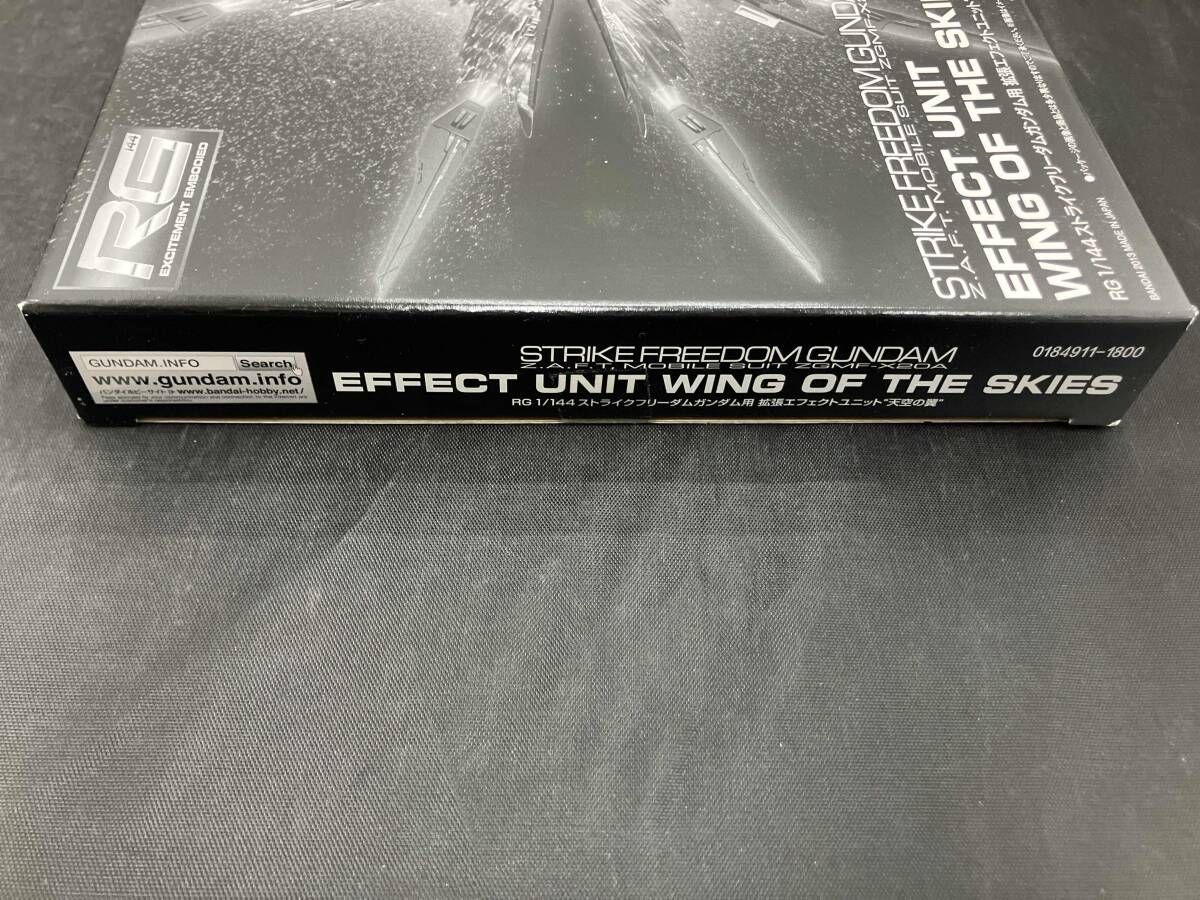 RG
1/144
EXCITEMENT EMBODIED
STRIKE FREEDOM GUND
Z.A.F.T. MOBILE SUIT ZGMF-X2
EFFECT UNIT
WING OF THE SKI
RG 1/144 ストライクフリーダムガンダム用 拡張エフェクトユニット
BANDAI 2013 MADE IN JAPAN
GUNDAM.INFO Search
www.gundam.info
バンダイホビーサイト www.bandai-hobby.net/
STRIKE FREEDOM GUNDAM
Z.A.F.T. MOBILE SUIT ZGMF-X20A
0184911-1800
EFFECT UNIT WING OF THE SKIES
RG 1/144 ストライクフリーダムガンダム用 拡張エフェクトユニット"天空の翼"